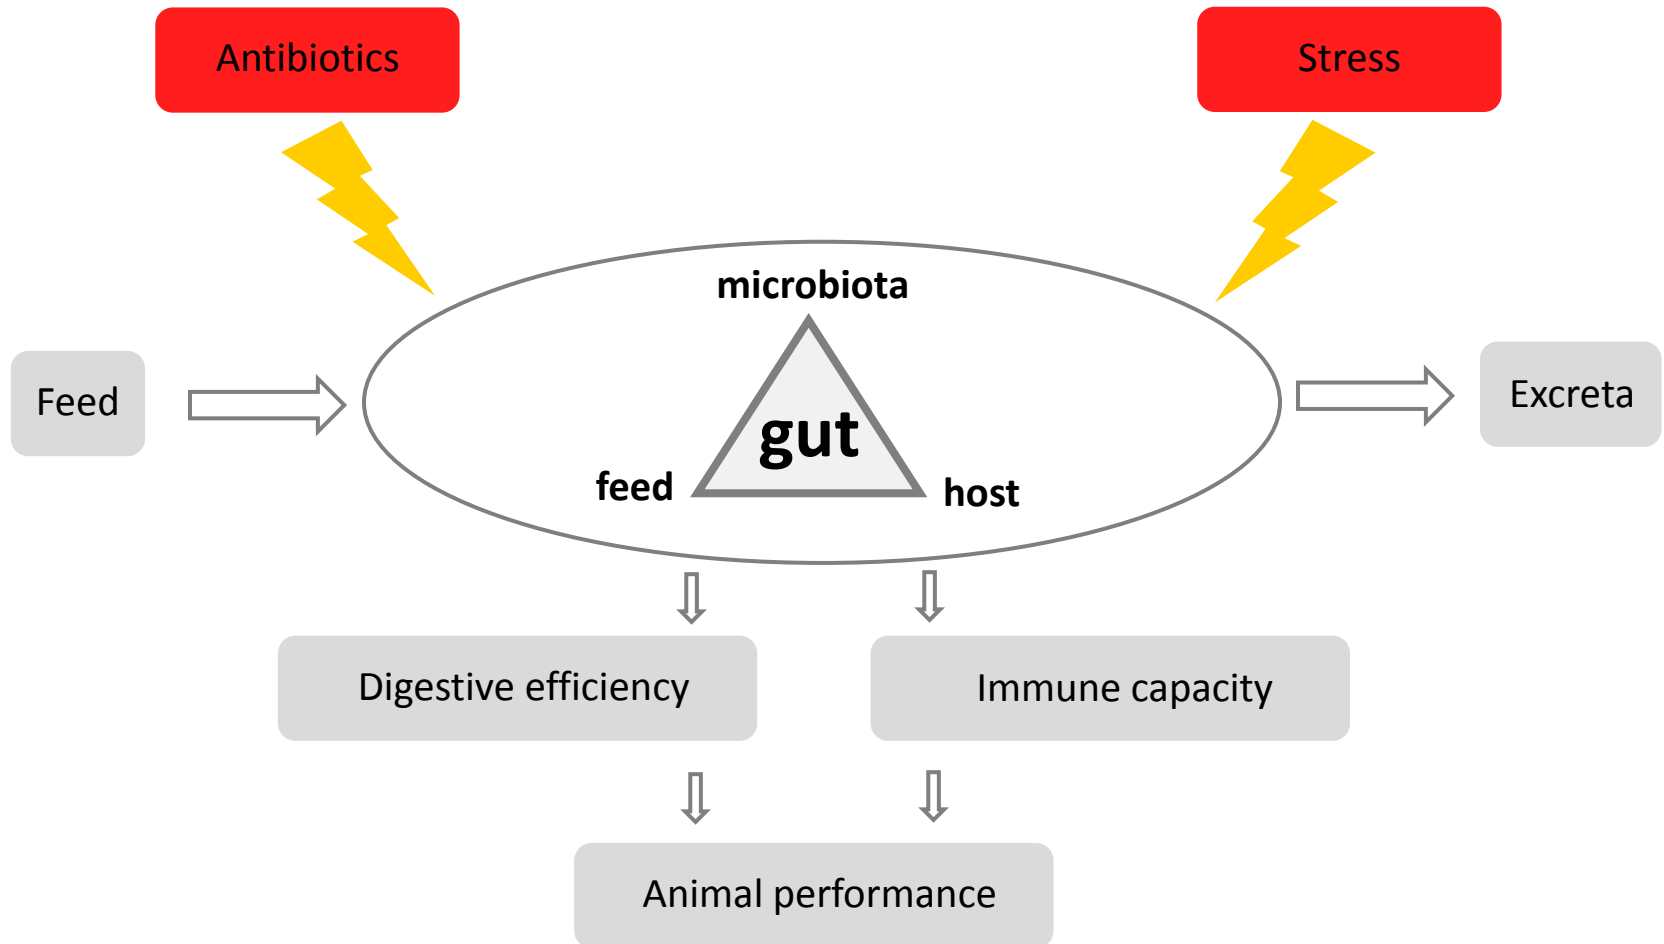 Antibiotics
Stress
microbiota
Feed
gut
feed
host
Excreta
Digestive efficiency
Immune capacity
Animal performance